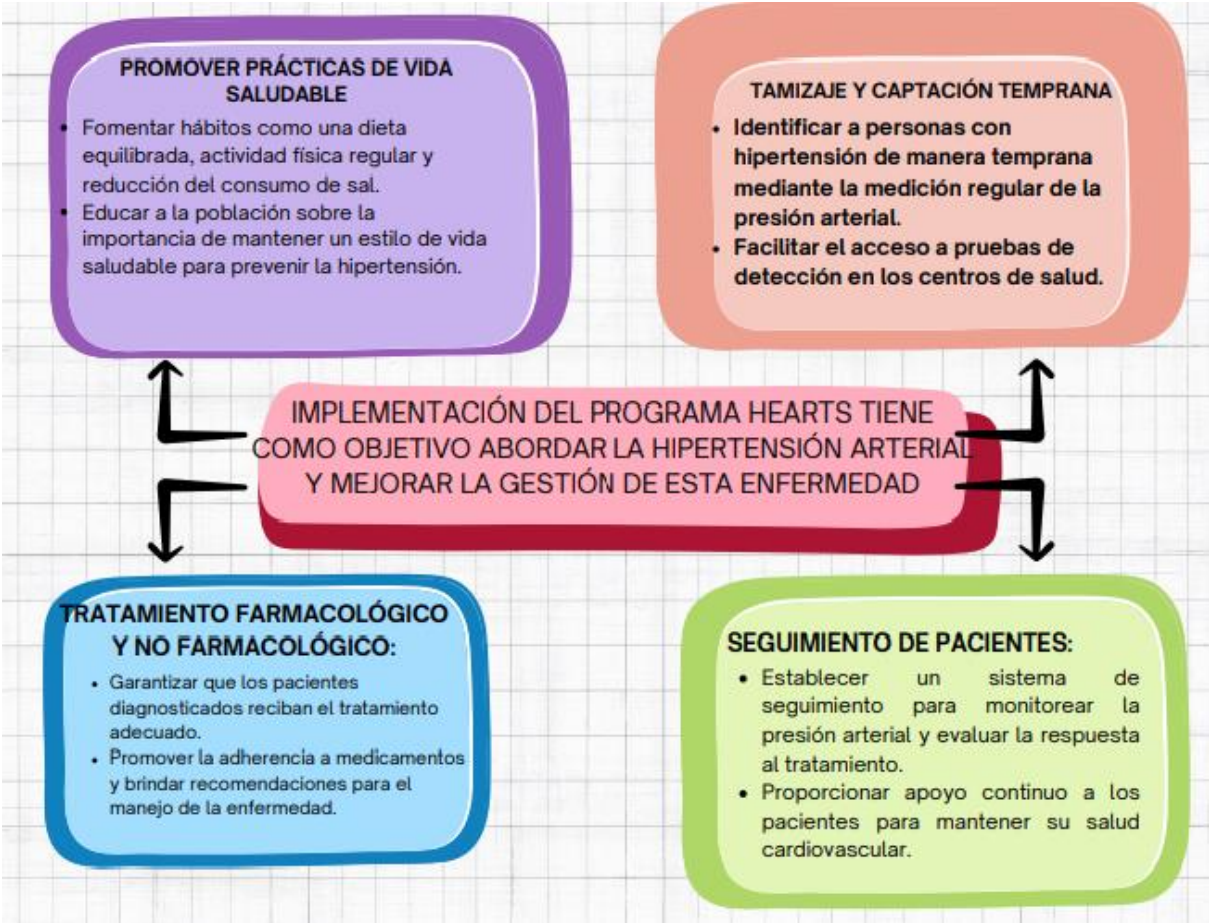 PROMOVER PRÁCTICAS DE VIDA
SALUDABLE
• Fomentar hábitos como una dieta
equilibrada, actividad física regular y
reducción del consumo de sal.
• Educar a la población sobre la
importancia de mantener un estilo de vida
saludable para prevenir la hipertensión.
TAMIZAJE Y CAPTACIÓN TEMPRANA
• Identificar a personas con
hipertensión de manera temprana
mediante la medición regular de la
presión arterial.
• Facilitar el acceso a pruebas de
detección en los centros de salud.
IMPLEMENTACIÓN DEL PROGRAMA HEARTS TIENE
COMO OBJETIVO ABORDAR LA HIPERTENSIÓN ARTERIAL
Y MEJORAR LA GESTIÓN DE ESTA ENFERMEDAD
TRATAMIENTO FARMACOLÓGICO
Y NO FARMACOLÓGICO:
• Garantizar que los pacientes
diagnosticados reciban el tratamiento
adecuado.
• Promover la adherencia a medicamentos
y brindar recomendaciones para el
manejo de la enfermedad.
SEGUIMIENTO DE PACIENTES:
• Establecer un sistema de
seguimiento para monitorear la
presión arterial y evaluar la respuesta
al tratamiento.
• Proporcionar apoyo continuo a los
pacientes para mantener su salud
cardiovascular.